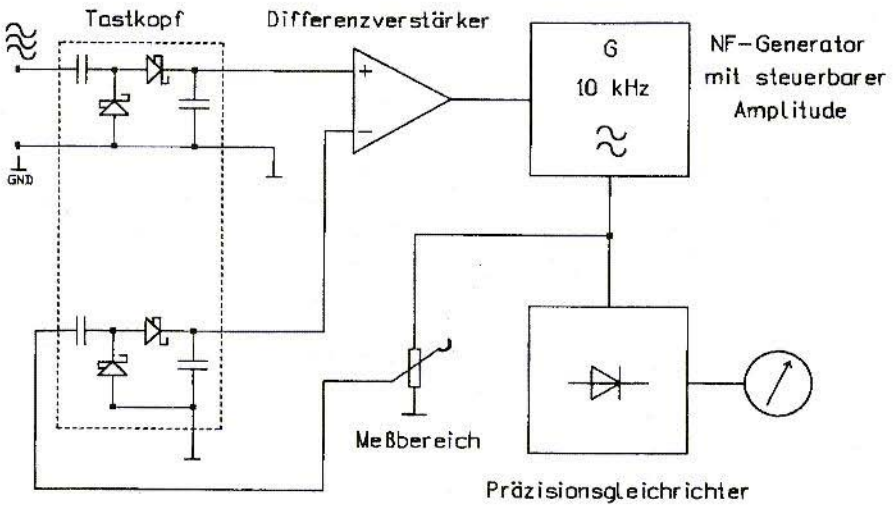 Tastkopf
Differenzverstärker
G
10 kHz
NF-Generator
mit steuerbarer
Amplitude
+
−
GND
Meßbereich
Präzisionsgleichrichter